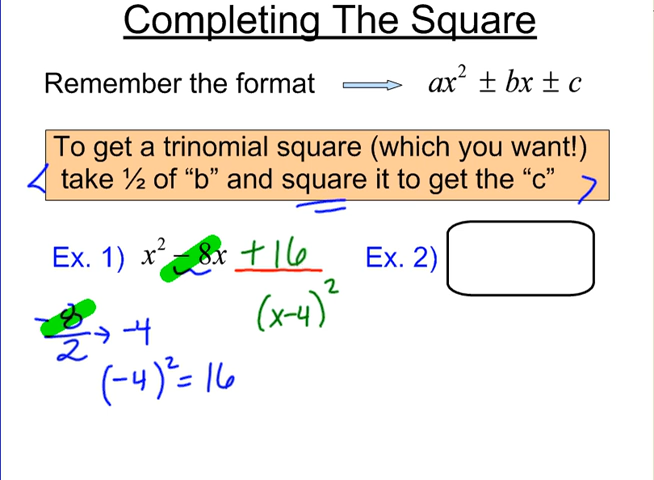 Completing The Square
Remember the format ax² ± bx ± c
To get a trinomial square (which you want!)
take ½ of “b” and square it to get the “c”
Ex. 1) x² − 8x + 16 Ex. 2)
(x-4)²
-8/2 → -4
(-4)² = 16